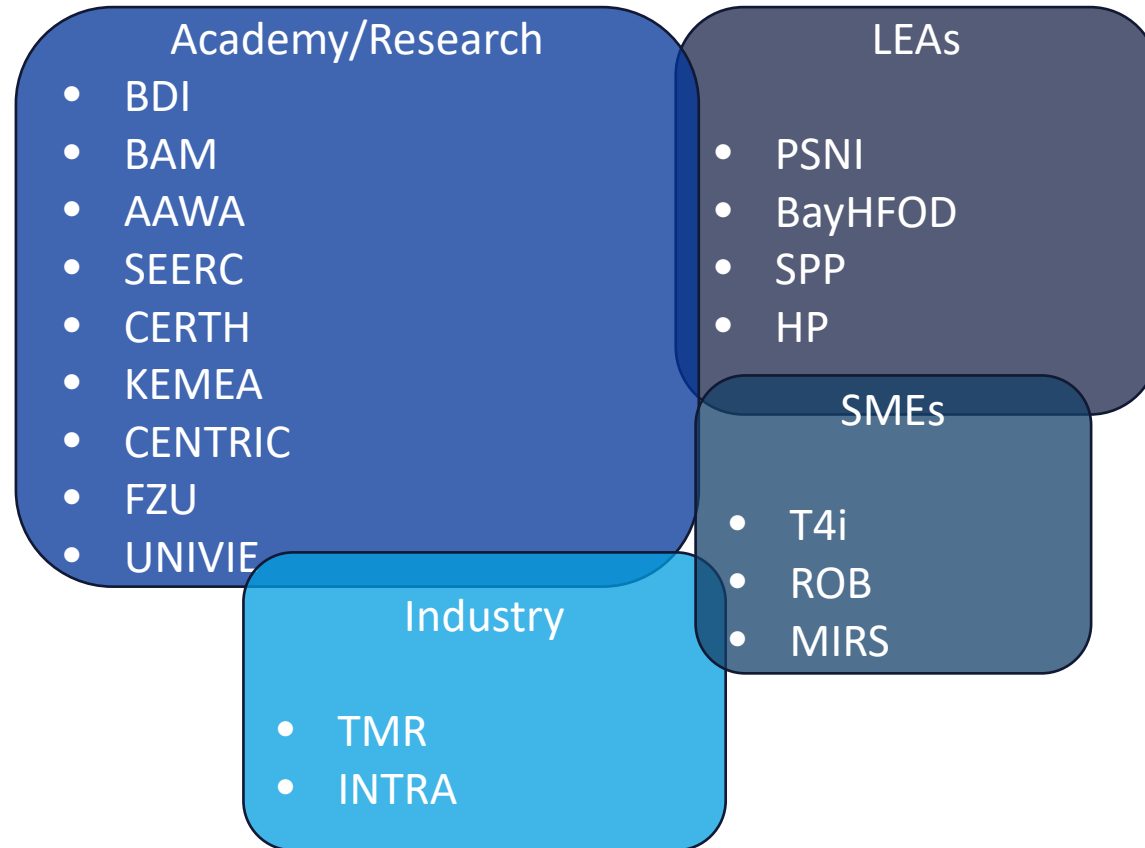 Academy/Research
• BDI
• BAM
• AAWA
• SEERC
• CERTH
• KEMEA
• CENTRIC
• FZU
• UNIVIE
LEAs
• PSNI
• BayHFOD
• SPP
• HP
SMEs
• T4i
• ROB
• MIRS
Industry
• TMR
• INTRA